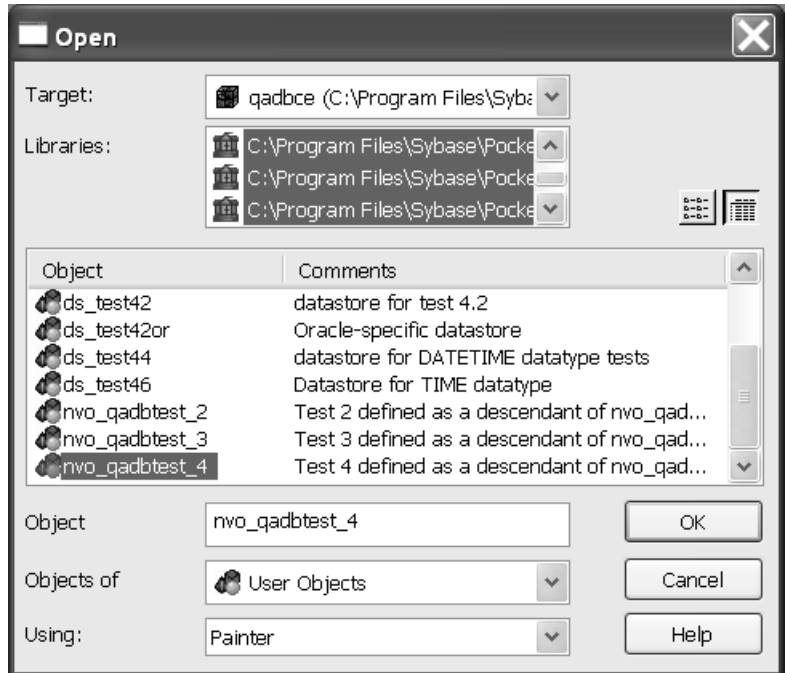 Open
Target: qadbce (C:\Program Files\Syba
Libraries: C:\Program Files\Sybase\Pocke
C:\Program Files\Sybase\Pocke
C:\Program Files\Sybase\Pocke
Object Comments
ds_test42 datastore for test 4.2
ds_test42or Oracle-specific datastore
ds_test44 datastore for DATETIME datatype tests
ds_test46 Datastore for TIME datatype
nvo_qadbtest_2 Test 2 defined as a descendant of nvo_qad...
nvo_qadbtest_3 Test 3 defined as a descendant of nvo_qad...
nvo_qadbtest_4 Test 4 defined as a descendant of nvo_qad...
Object nvo_qadbtest_4 OK
Objects of User Objects Cancel
Using: Painter Help